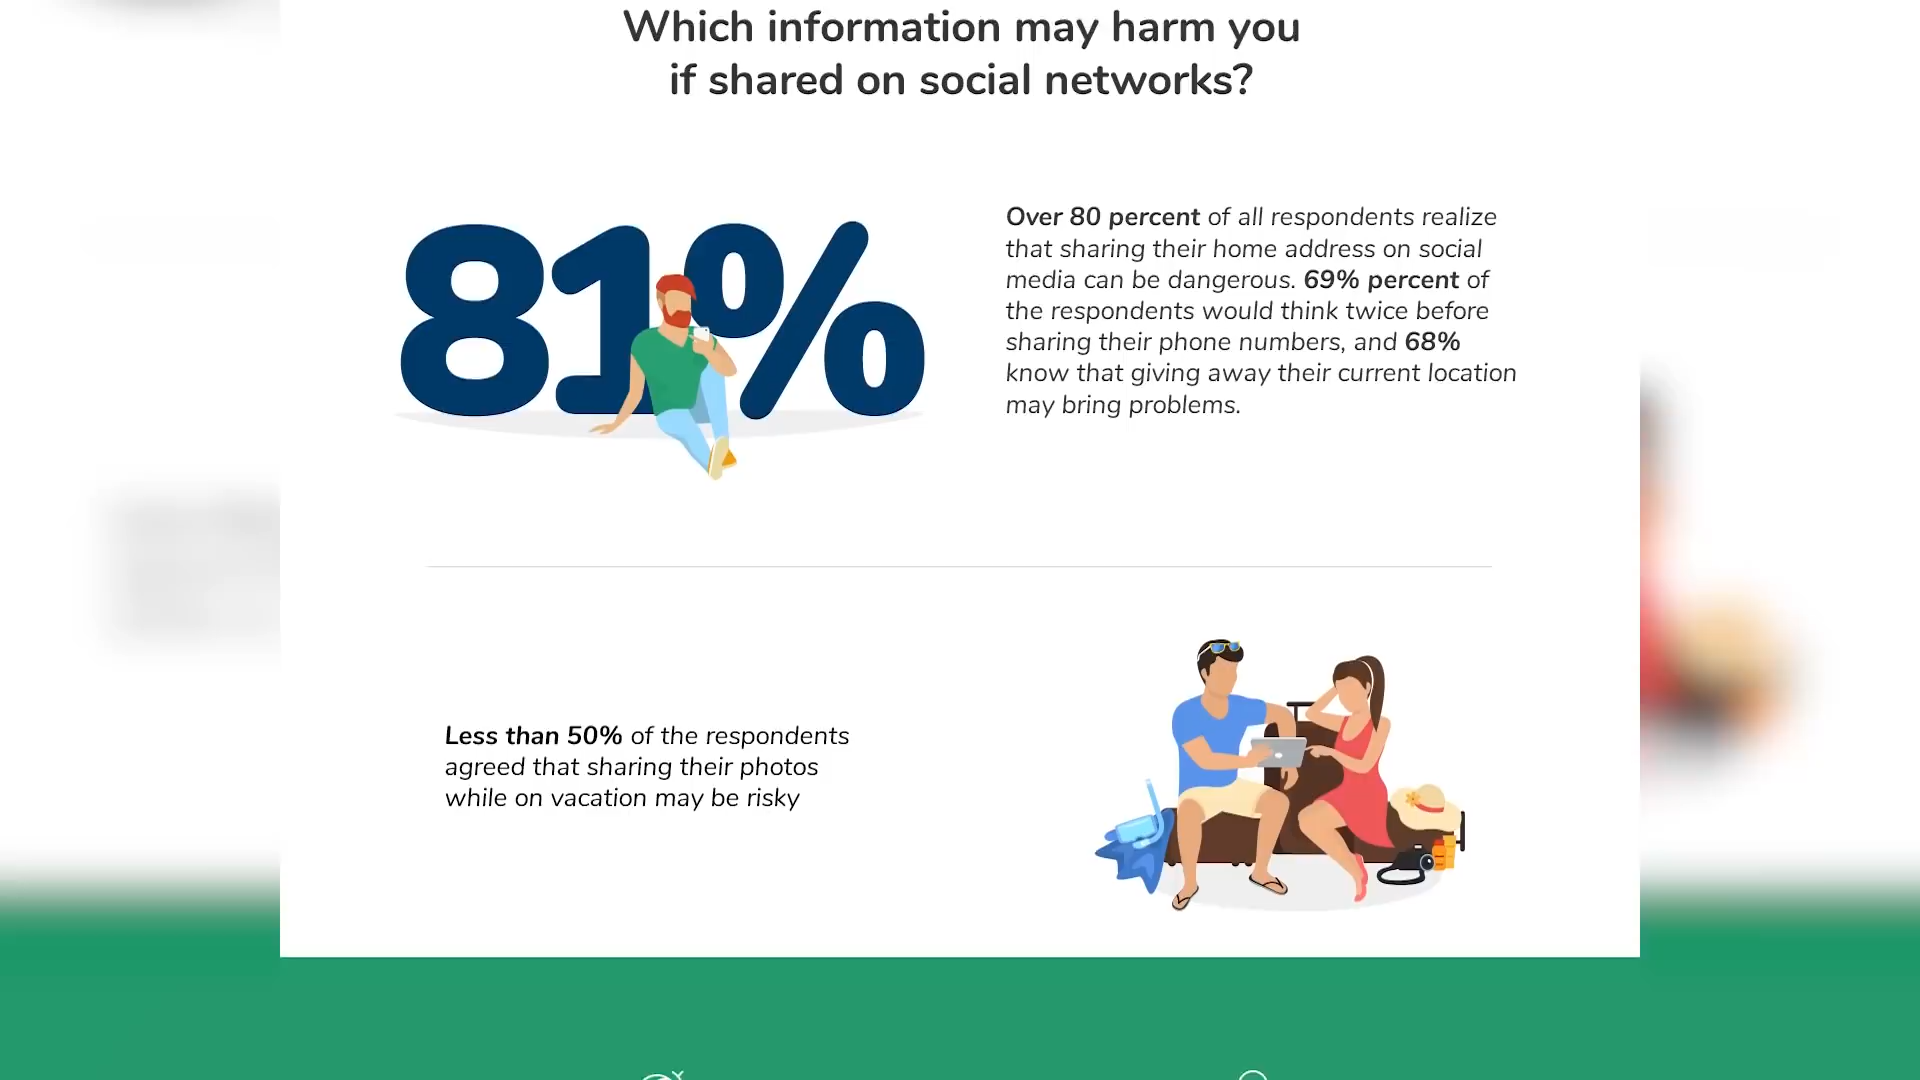 Which information may harm you
if shared on social networks?
81%
Over 80 percent of all respondents realize
that sharing their home address on social
media can be dangerous. 69% percent of
the respondents would think twice before
sharing their phone numbers, and 68%
know that giving away their current location
may bring problems.
Less than 50% of the respondents
agreed that sharing their photos
while on vacation may be risky